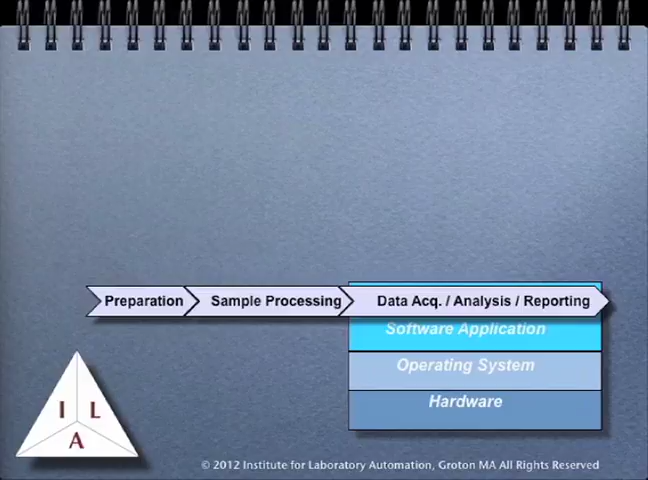 Preparation
Sample Processing
Data Acq. / Analysis / Reporting
Software Application
Operating System
Hardware
I L
A
© 2012 Institute for Laboratory Automation, Groton MA All Rights Reserved